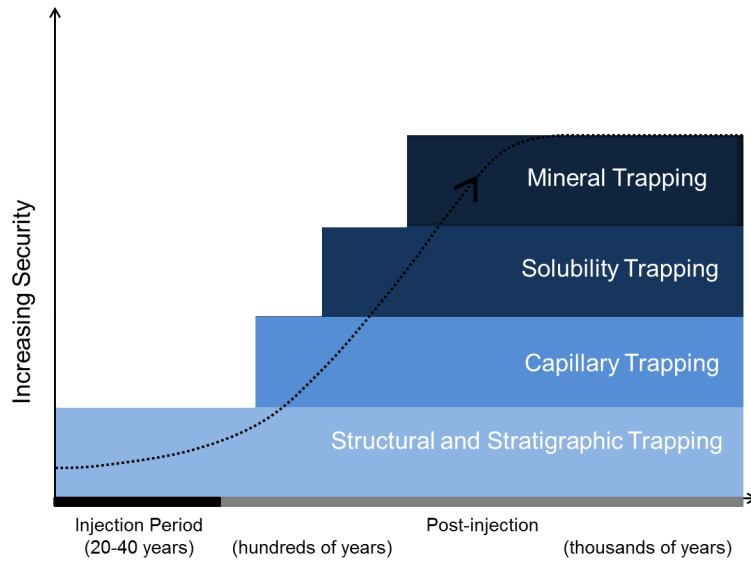 Increasing Security
Mineral Trapping
Solubility Trapping
Capillary Trapping
Structural and Stratigraphic Trapping
Injection Period
(20-40 years)
(hundreds of years)
Post-injection
(thousands of years)